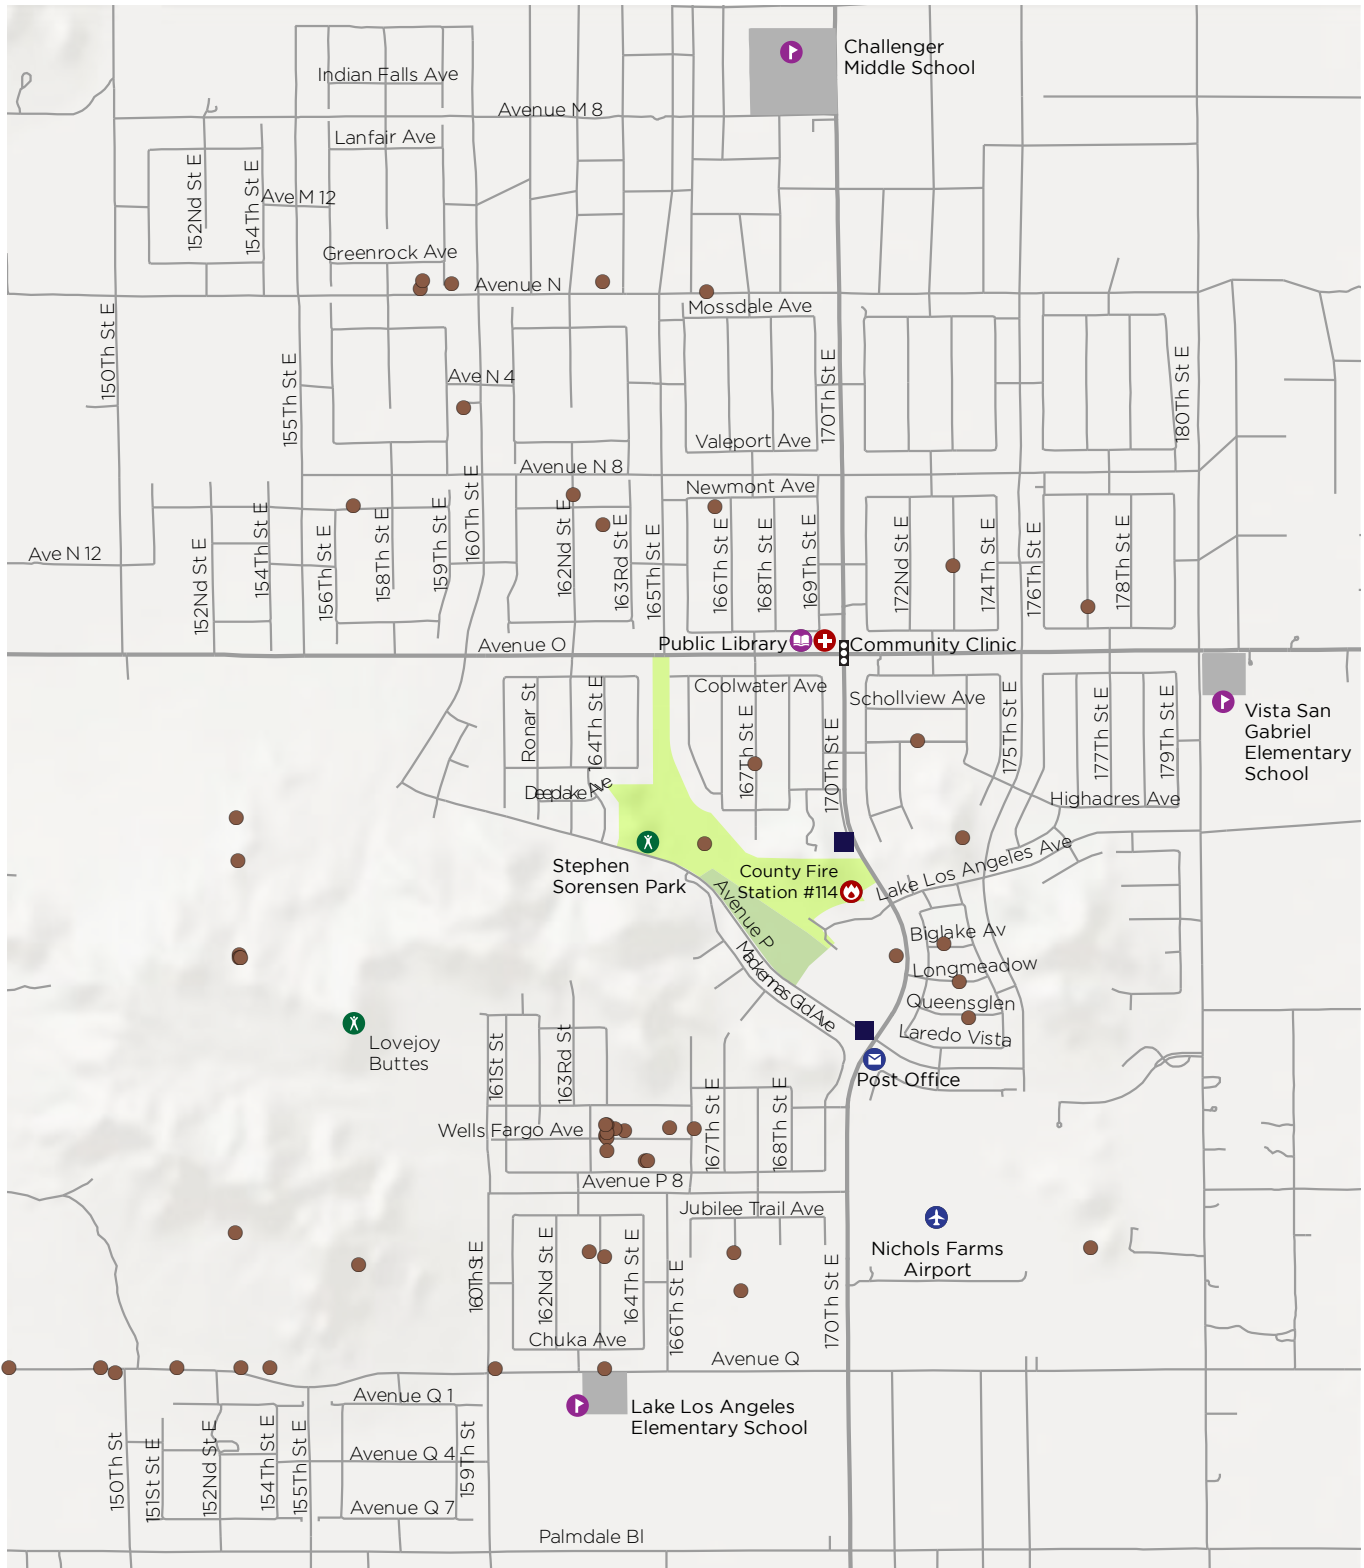 Challenger
Middle School
Indian Falls Ave
Avenue M 8
Lanfair Ave
152Nd St E
154Th St E
Ave M 12
Greenrock Ave
Avenue N
Mossdale Ave
150Th St E
155Th St E
Ave N 4
170Th St E
180Th St E
Valeport Ave
Avenue N 8
160Th St E
Newmont Ave
Ave N 12
152Nd St E
154Th St E
156Th St E
158Th St E
159Th St E
162Nd St E
163Rd St E
165Th St E
166Th St E
168Th St E
169Th St E
172Nd St E
174Th St E
176Th St E
178Th St E
Avenue O
Public Library
Community Clinic
Coolwater Ave
Schollview Ave
Ronar St
164Th St E
167Th St E
170Th St E
175Th St E
177Th St E
179Th St E
Vista San
Gabriel
Elementary
School
Deeplake Ave
Highacres Ave
Stephen
Sorensen Park
County Fire
Station #114
Lake Los Angeles Ave
Avenue P
Mackennas Gold Ave
Biglake Av
Longmeadow
Queensglen
Laredo Vista
Lovejoy
Buttes
161St St
163Rd St
Post Office
Wells Fargo Ave
167Th St E
168Th St E
Avenue P 8
Jubilee Trail Ave
Nichols Farms
Airport
160Th St E
162Nd St E
164Th St E
166Th St E
170Th St E
Chuka Ave
Avenue Q
Avenue Q 1
Lake Los Angeles
Elementary School
150Th St
151St St E
152Nd St E
154Th St E
155Th St E
159Th St
Avenue Q 4
Avenue Q 7
Palmdale Bl